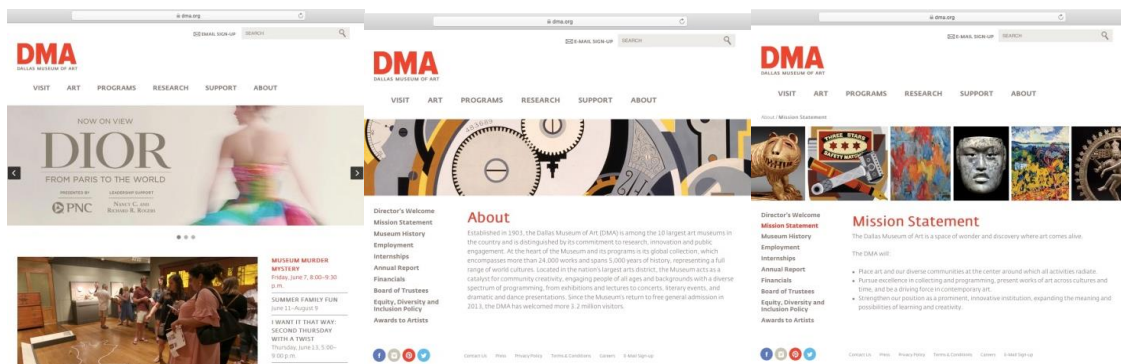 dma.org
EMAIL SIGN-UP SEARCH
DMA
DALLAS MUSEUM OF ART
VISIT ART PROGRAMS RESEARCH SUPPORT ABOUT
NOW ON VIEW
DIOR
FROM PARIS TO THE WORLD
PRESENTED BY LEADERSHIP SUPPORT
PNC NANCY C. AND
RICHARD R. ROGERS
MUSEUM MURDER
MYSTERY
Friday, June 7, 8:00–9:30
p.m.
SUMMER FAMILY FUN
June 11–August 9
I WANT IT THAT WAY:
SECOND THURSDAY
WITH A TWIST
Thursday, June 13, 5:00–
9:00 p.m.
dma.org
E-MAIL SIGN-UP SEARCH
DMA
DALLAS MUSEUM OF ART
VISIT ART PROGRAMS RESEARCH SUPPORT ABOUT
Director's Welcome
Mission Statement
Museum History
Employment
Internships
Annual Report
Financials
Board of Trustees
Equity, Diversity and
Inclusion Policy
Awards to Artists
About
Established in 1903, the Dallas Museum of Art (DMA) is among the 10 largest art museums in
the country and is distinguished by its commitment to research, innovation and public
engagement. At the heart of the Museum and its programs is its global collection, which
encompasses more than 24,000 works and spans 5,000 years of history, representing a full
range of world cultures. Located in the nation's largest arts district, the Museum acts as a
catalyst for community creativity, engaging people of all ages and backgrounds with a diverse
spectrum of programming, from exhibitions and lectures to concerts, literary events, and
dramatic and dance presentations. Since the Museum's return to free general admission in
2013, the DMA has welcomed more 3.2 million visitors.
Contact Us Press Privacy Policy Terms & Conditions Careers E-Mail Sign-up
dma.org
E-MAIL SIGN-UP SEARCH
DMA
DALLAS MUSEUM OF ART
VISIT ART PROGRAMS RESEARCH SUPPORT ABOUT
About / Mission Statement
THREE STARS
SAFETY
Director's Welcome
Mission Statement
Museum History
Employment
Internships
Annual Report
Financials
Board of Trustees
Equity, Diversity and
Inclusion Policy
Awards to Artists
Mission Statement
The Dallas Museum of Art is a space of wonder and discovery where art comes alive.
The DMA will
Place art and our diverse communities at the center around which all activities radiate.
Pursue excellence in collecting and programming, present works of art across cultures and
time, and be a driving force in contemporary art.
Strengthen our position as a prominent, innovative institution, expanding the meaning and
possibilities of learning and creativity.
Contact Us Press Privacy Policy Terms & Conditions Careers E-Mail Sign-up